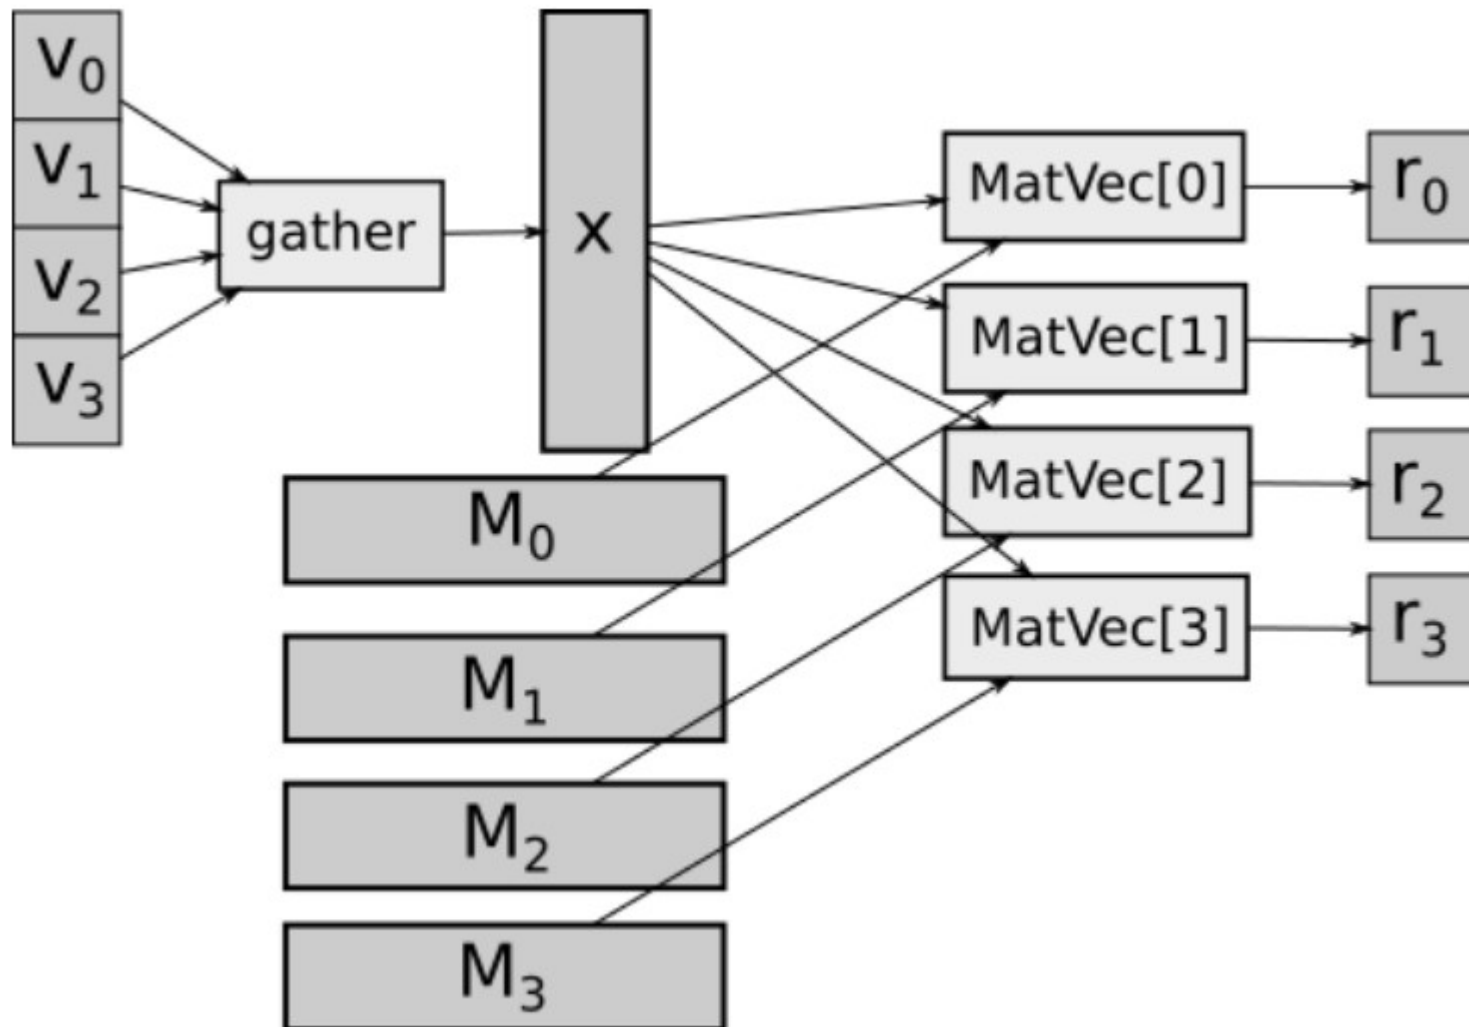 v0
v1
v2
v3
gather
x
M0
M1
M2
M3
MatVec[0]
MatVec[1]
MatVec[2]
MatVec[3]
r0
r1
r2
r3